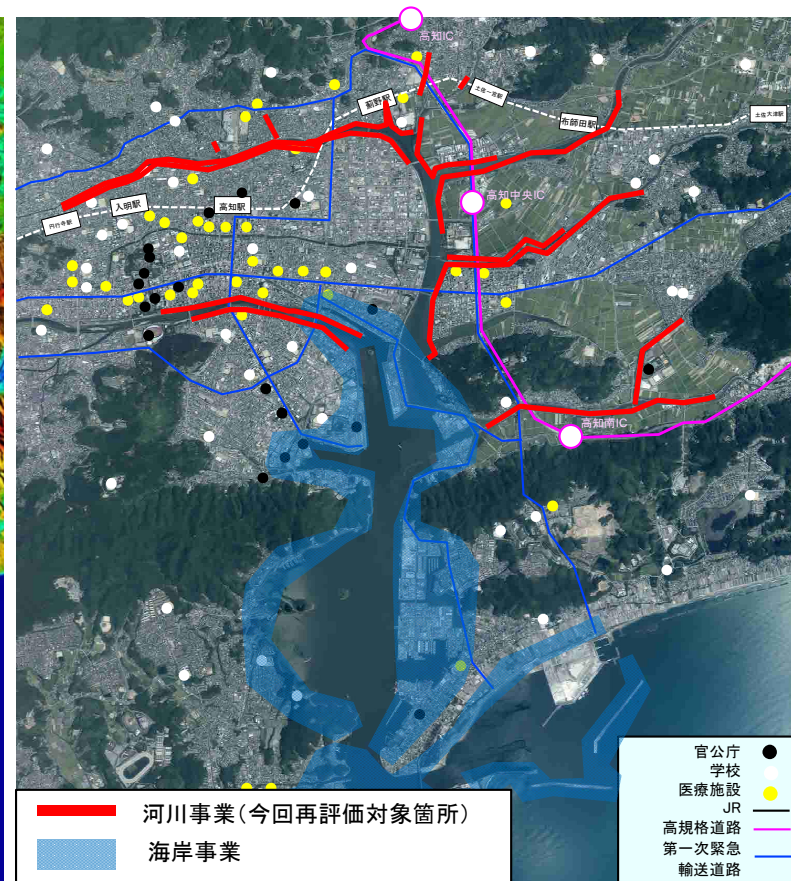 高知IC
薊野駅
土佐一宮駅
布師田駅
土佐大津駅
高知中央IC
円行寺駅
入明駅
高知駅
高知南IC
河川事業(今回再評価対象箇所)
海岸事業
官公庁
学校
医療施設
JR
高規格道路
第一次緊急
輸送道路